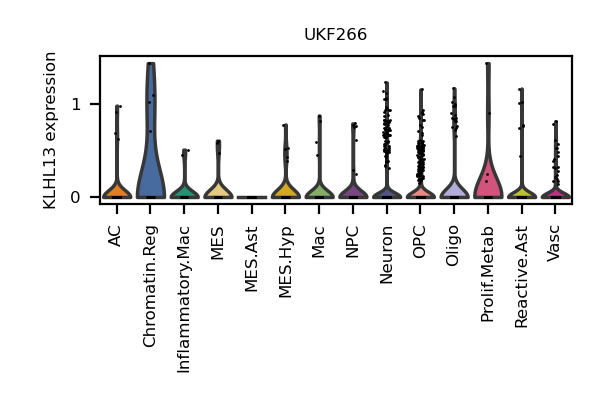 UKF266
KLHL13 expression
1
0
AC
Chromatin.Reg
Inflammatory.Mac
MES
MES.Ast
MES.Hyp
Mac
NPC
Neuron
OPC
Oligo
Prolif.Metab
Reactive.Ast
Vasc